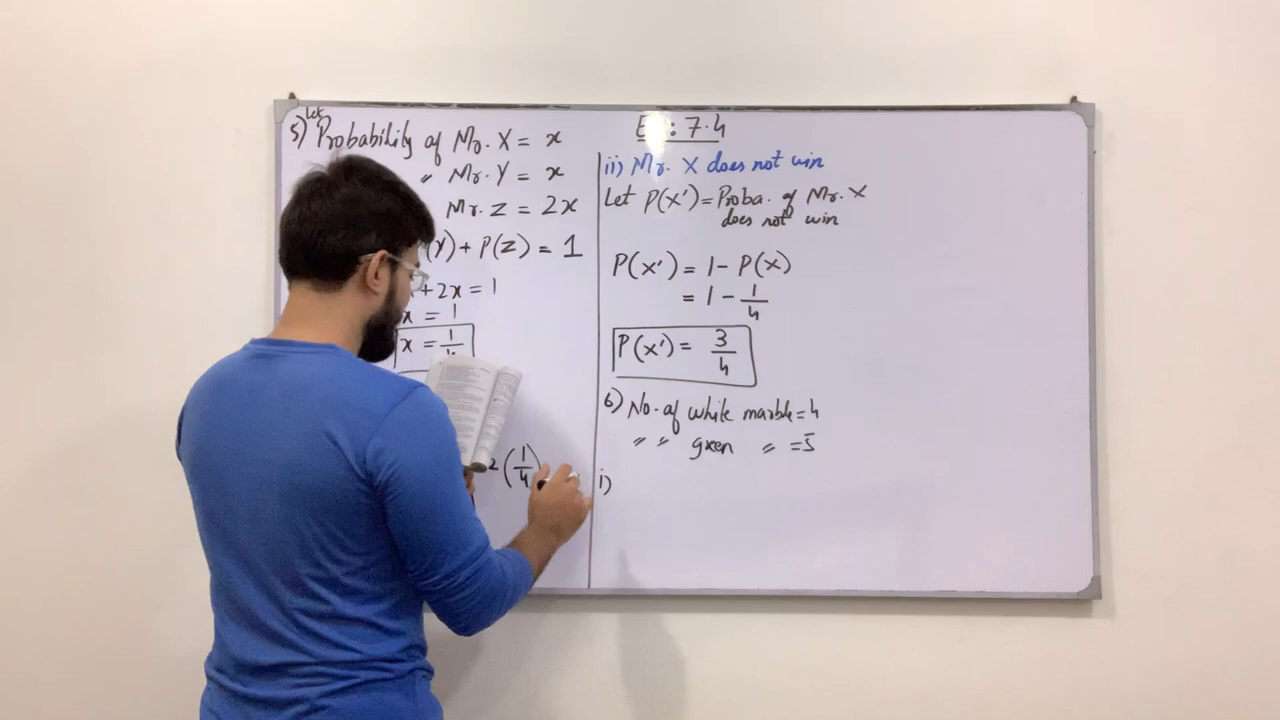 Ex: 7.4
5) Let Probability of Mr. X = x
〃 Mr. Y = x
Mr. Z = 2x
(Y) + P(Z) = 1
+ 2x = 1
x = 1
x = 1/4
2(1/4)
ii) Mr. X does not win
Let P(X') = Proba. of Mr. X
does not win
P(X') = 1 - P(X)
= 1 - 1/4
P(X') = 3/4
6) No. of white marble = 4
〃 〃 green 〃 = 5
i)